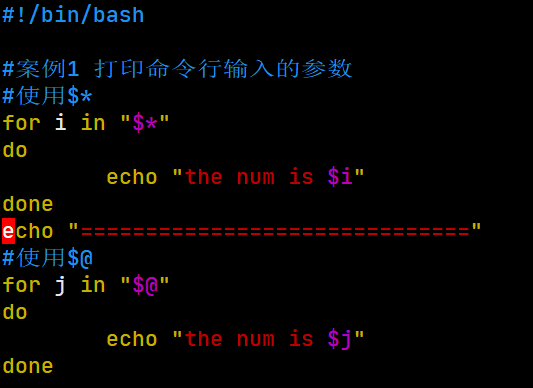 #!/bin/bash
#案例1 打印命令行输入的参数
#使用$*
for i in "$*"
do
        echo "the num is $i"
done
echo "=============================="
#使用$@
for j in "$@"
do
        echo "the num is $j"
done